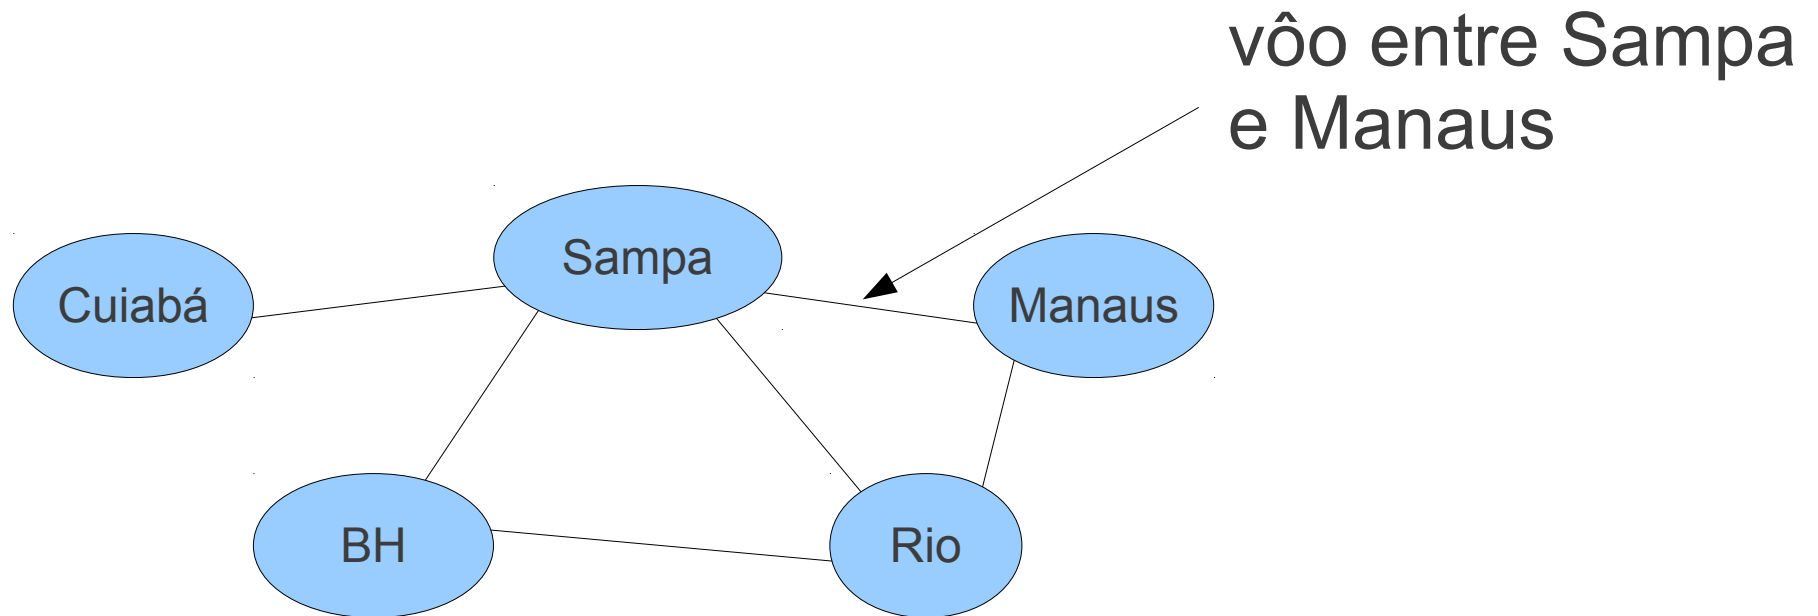 vôo entre Sampa
e Manaus
Sampa
Cuiabá
Manaus
BH
Rio